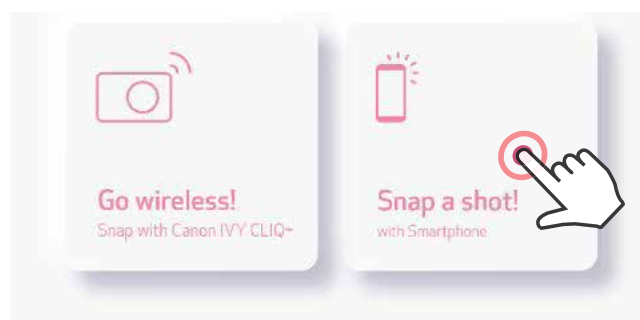 Go wireless!
Snap with Canon IVY CLIQ+
Snap a shot!
with Smartphone